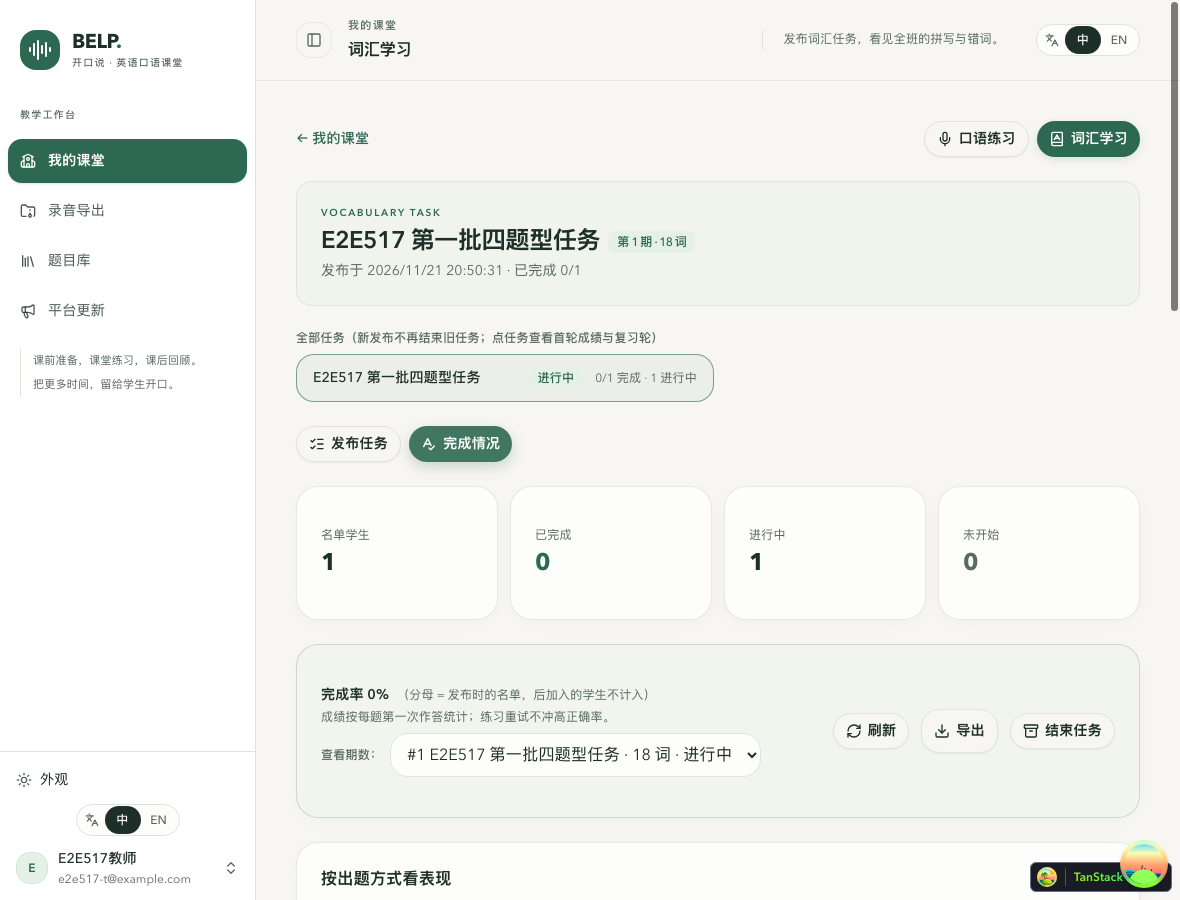 BELP.
开口说 · 英语口语课堂
教学工作台
我的课堂
录音导出
题目库
平台更新
课前准备，课堂练习，课后回顾。
把更多时间，留给学生开口。
外观
中 EN
E
E2E517教师
e2e517-t@example.com
我的课堂
词汇学习
发布词汇任务，看见全班的拼写与错词。
中 EN
← 我的课堂
口语练习
词汇学习
VOCABULARY TASK
E2E517 第一批四题型任务 第 1 期 · 18 词
发布于 2026/11/21 20:50:31 · 已完成 0/1
全部任务（新发布不再结束旧任务；点任务查看首轮成绩与复习轮）
E2E517 第一批四题型任务 进行中 0/1 完成 · 1 进行中
发布任务
完成情况
名单学生
1
已完成
0
进行中
1
未开始
0
完成率 0% （分母 = 发布时的名单，后加入的学生不计入）
成绩按每题第一次作答统计；练习重试不冲高正确率。
查看期数： #1 E2E517 第一批四题型任务 · 18 词 · 进行中
刷新
导出
结束任务
按出题方式看表现
TanStack